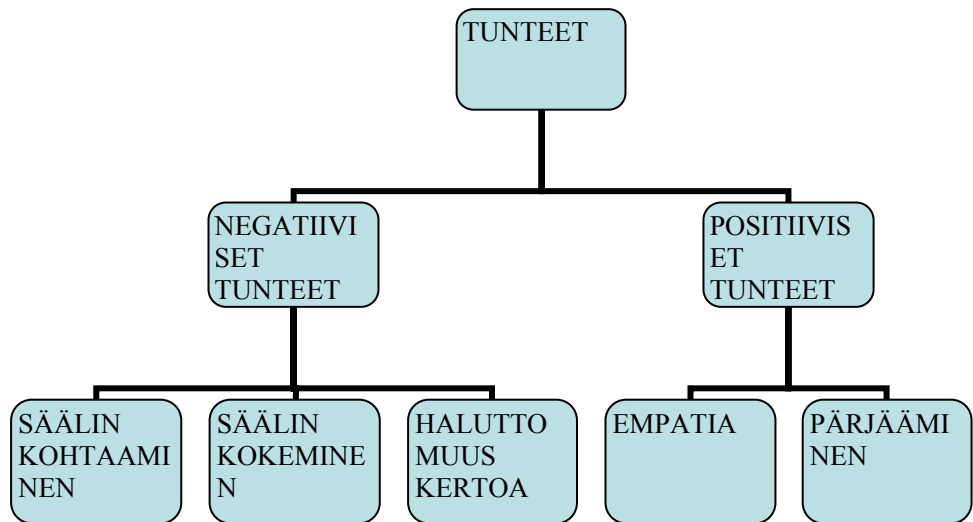 TUNTEET
NEGATIIVI
SET
TUNTEET
POSITIIVIS
ET
TUNTEET
SÄÄLIN
KOHTAAMI
NEN
SÄÄLIN
KOKEMINE
N
HALUTTO
MUUS
KERTOA
EMPATIA
PÄRJÄÄMI
NEN